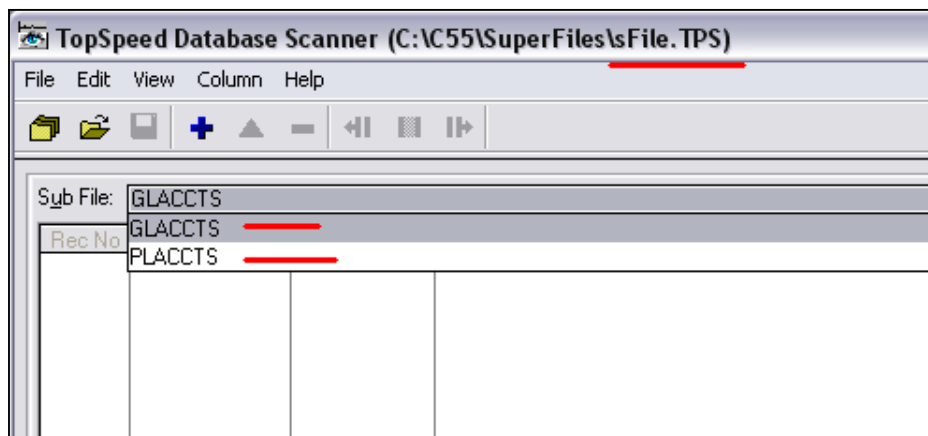 TopSpeed Database Scanner (C:\C55\SuperFiles\sFile.TPS)
File Edit View Column Help
Sub File: GLACCTS
GLACCTS
Rec No
PLACCTS